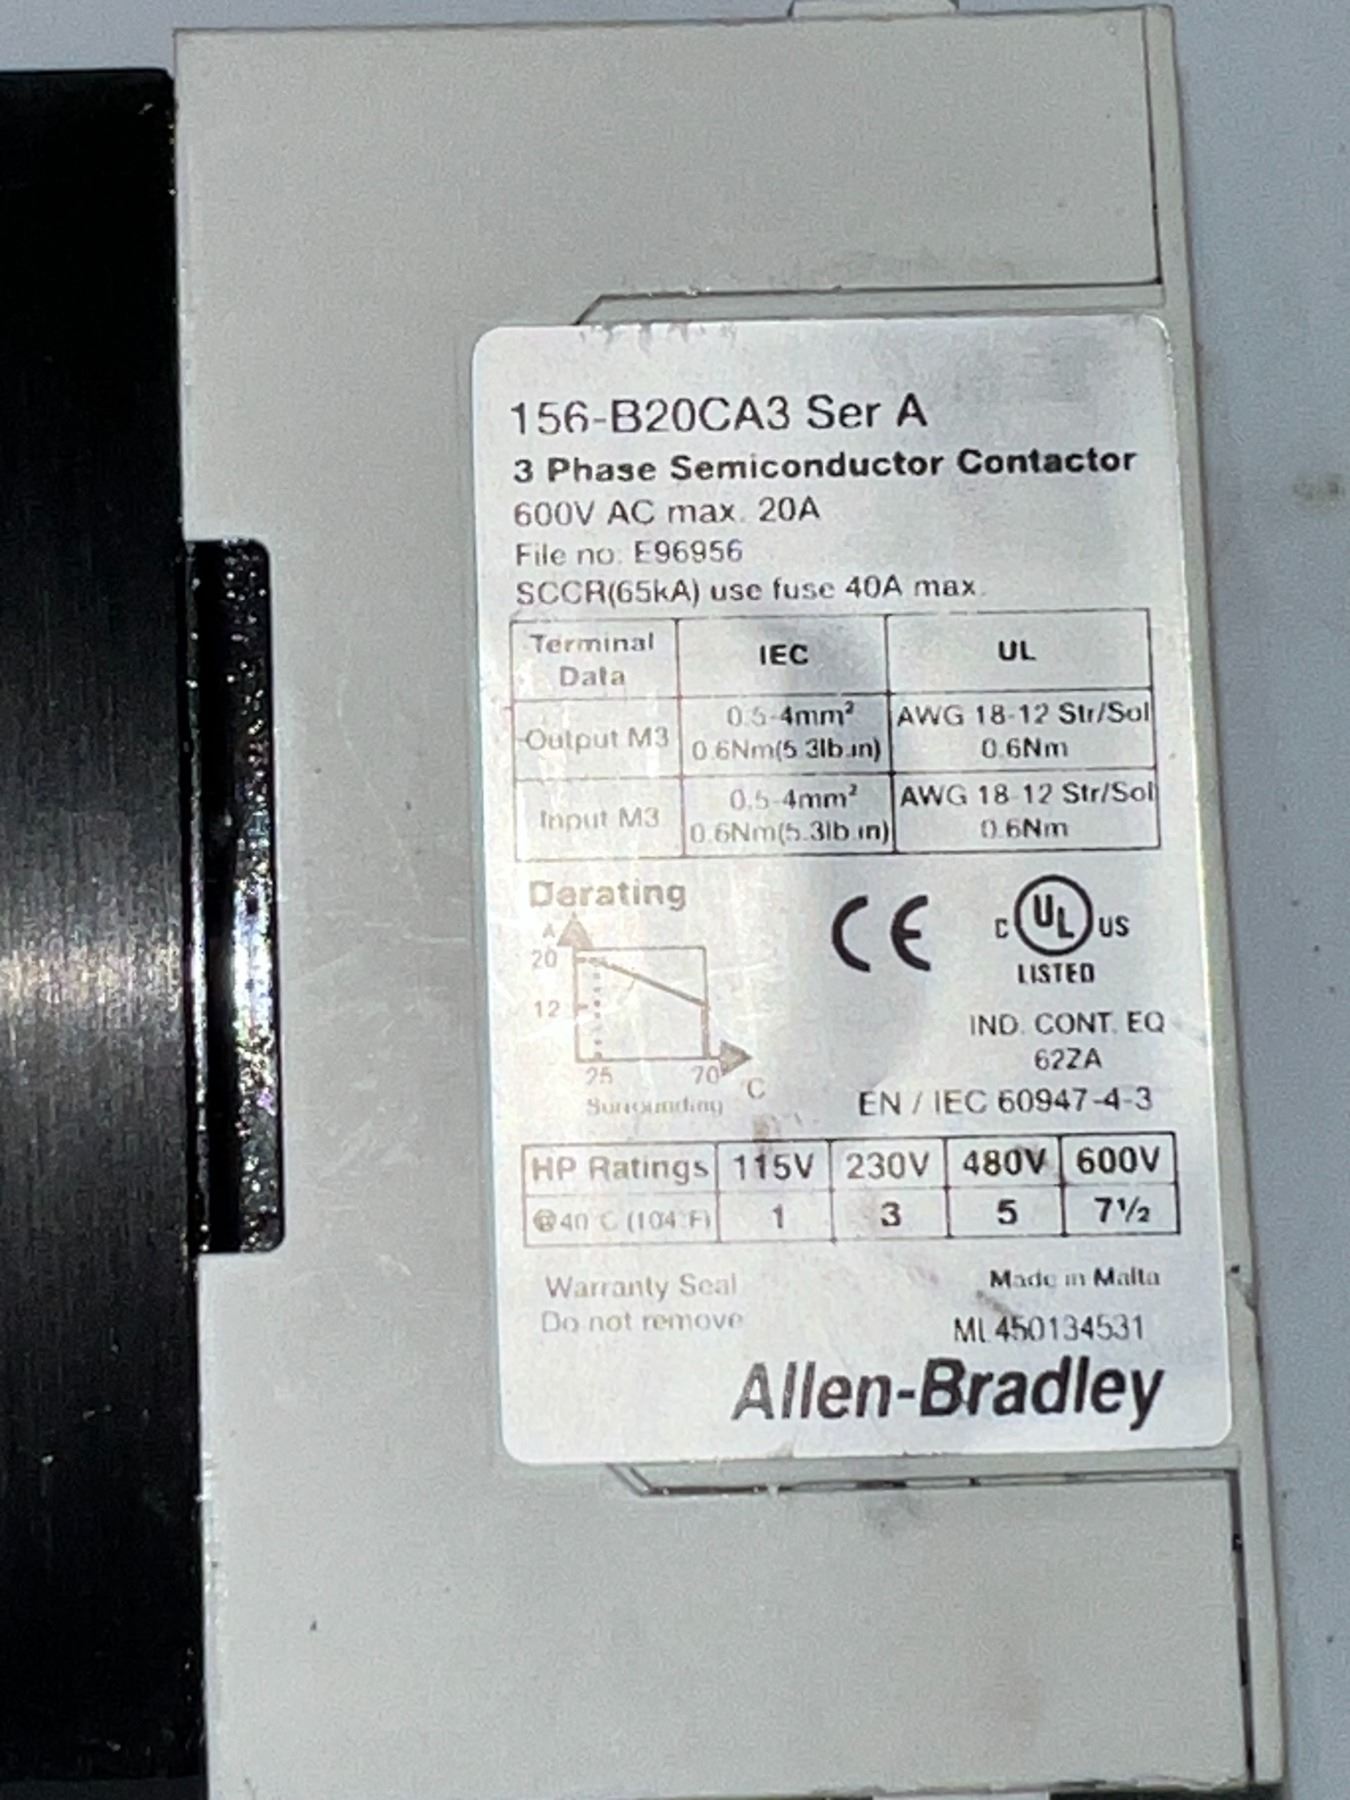 156-B20CA3 Ser A
3 Phase Semiconductor Contactor
600V AC max. 20A
File no. E96956
SCCR(65kA) use fuse 40A max.
Terminal Data IEC UL
Output M3 0.5-4mm² AWG 18-12 Str/Sol
0.6Nm(5.3lb.in) 0.6Nm
Input M3 0.5-4mm² AWG 18-12 Str/Sol
0.6Nm(5.3lb.in) 0.6Nm
Derating
A
20
12
25 70 °C
Surrounding
CE
C UL US
LISTED
IND. CONT. EQ
62ZA
EN / IEC 60947-4-3
HP Ratings 115V 230V 480V 600V
@40°C (104°F) 1 3 5 7½
Warranty Seal
Do not remove
Made in Malta
ML450134531
Allen-Bradley